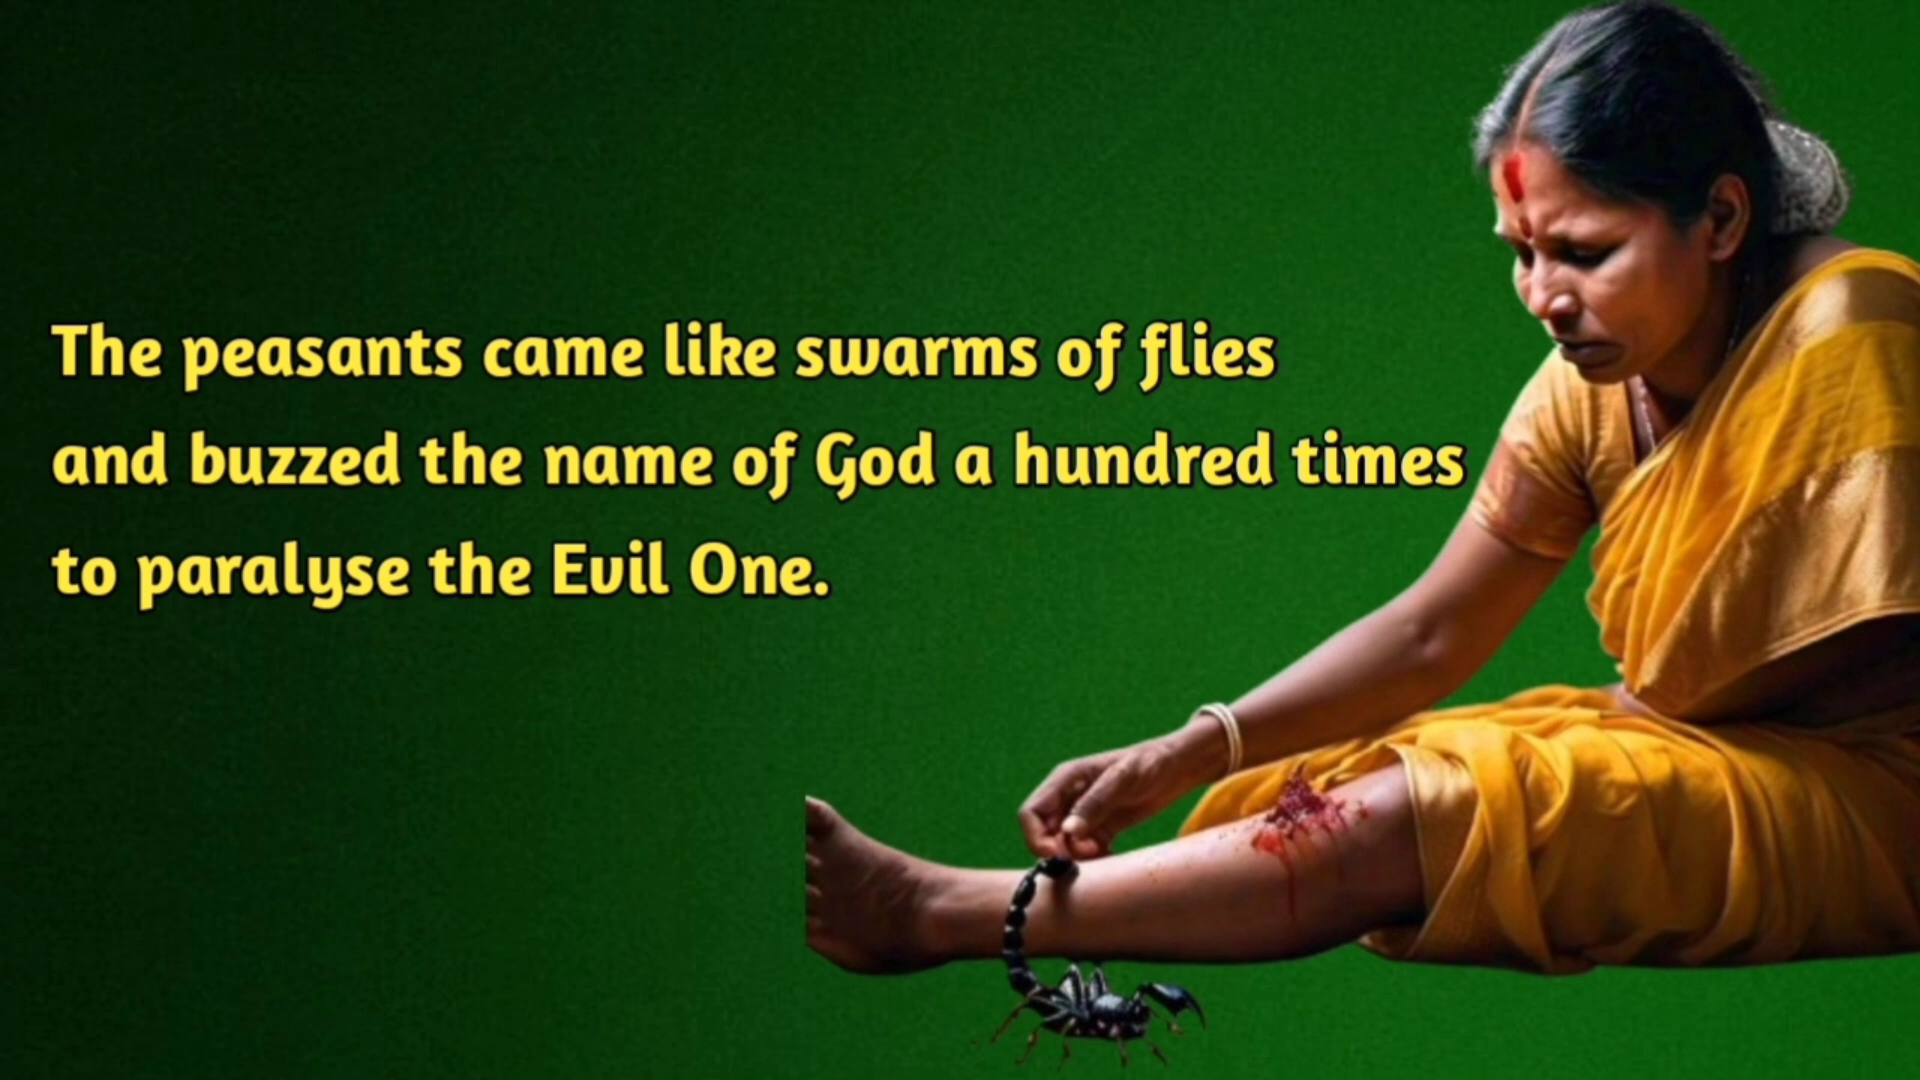 The peasants came like swarms of flies
and buzzed the name of God a hundred times
to paralyse the Evil One.